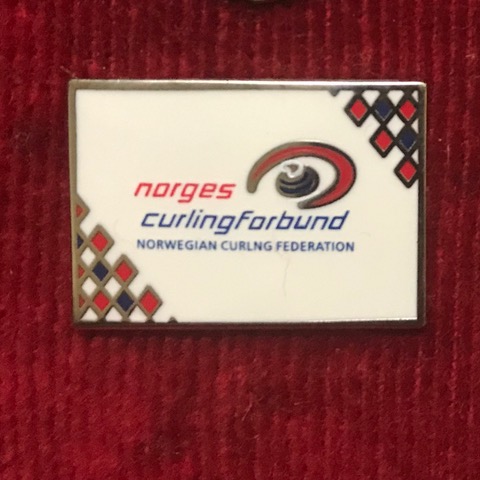 norges
curlingforbund
NORWEGIAN CURLNG FEDERATION